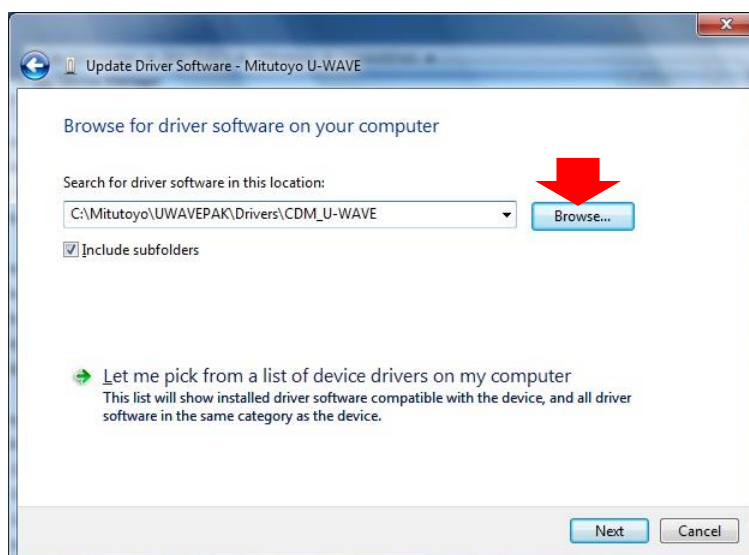 Update Driver Software - Mitutoyo U-WAVE
Browse for driver software on your computer
Search for driver software in this location:
C:\Mitutoyo\UWAVEPAK\Drivers\CDM_U-WAVE
Browse...
Include subfolders
Let me pick from a list of device drivers on my computer
This list will show installed driver software compatible with the device, and all driver
software in the same category as the device.
Next
Cancel